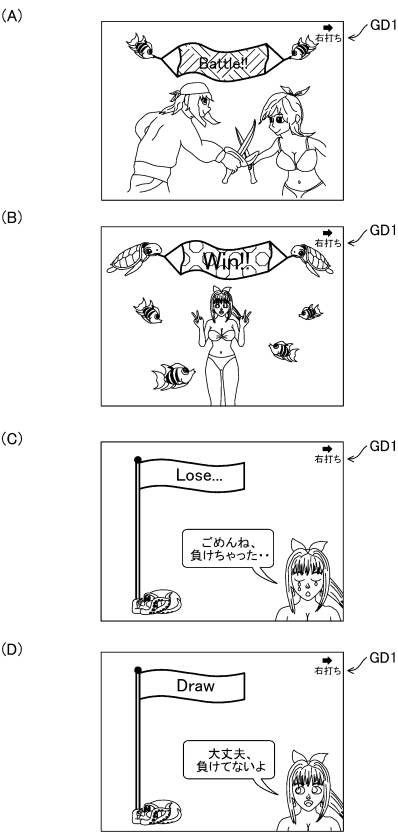 (A)
GD1
右打ち
Battle!!
(B)
GD1
右打ち
Win!!
(C)
GD1
右打ち
Lose...
ごめんね、
負けちゃった・・
(D)
GD1
右打ち
Draw
大丈夫、
負けてないよ